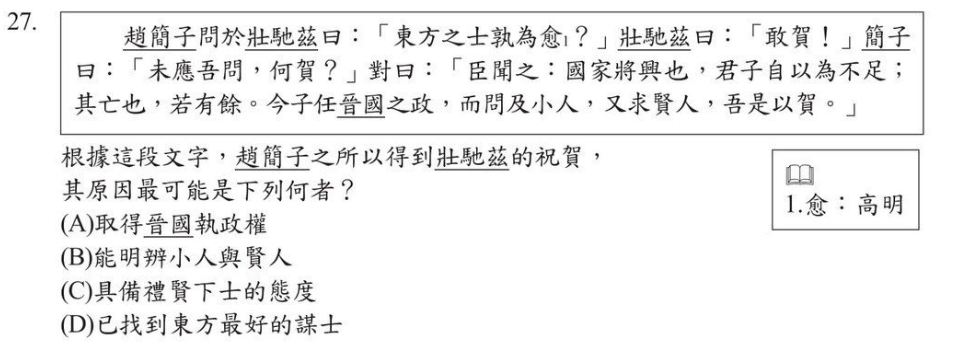 27.
趙簡子問於壯馳茲曰：「東方之士孰為愈1？」壯馳茲曰：「敢賀！」簡子
曰：「未應吾問，何賀？」對曰：「臣聞之：國家將興也，君子自以為不足；
其亡也，若有餘。今子任晉國之政，而問及小人，又求賢人，吾是以賀。」
根據這段文字，趙簡子之所以得到壯馳茲的祝賀，
其原因最可能是下列何者？
(A)取得晉國執政權
(B)能明辨小人與賢人
(C)具備禮賢下士的態度
(D)已找到東方最好的謀士
1.愈：高明